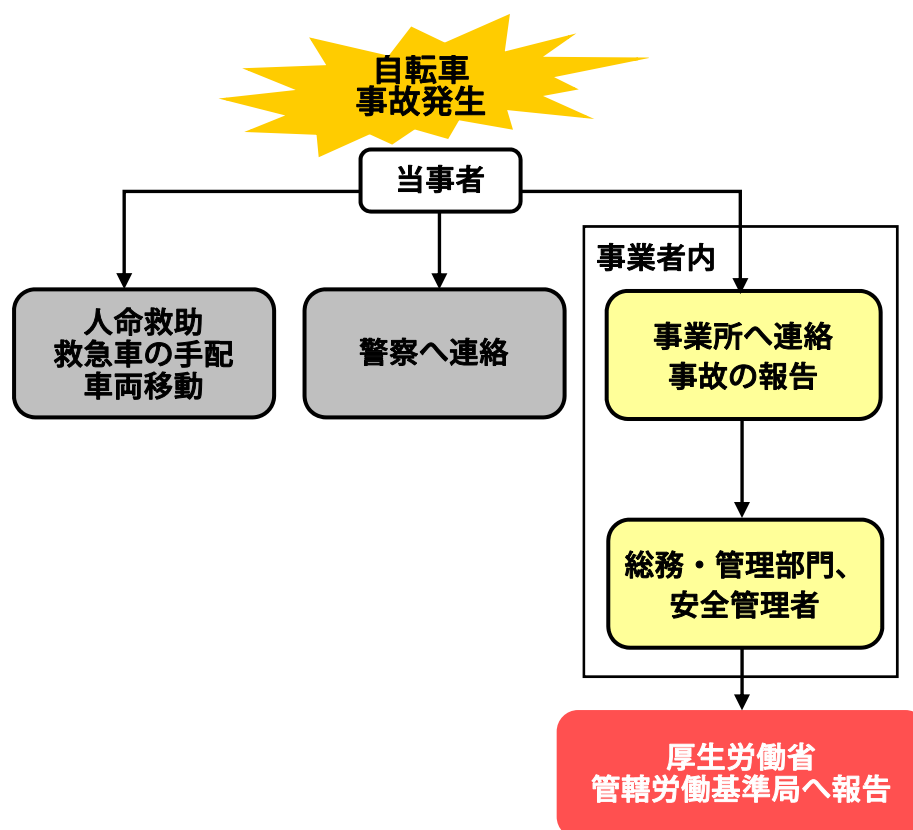 自転車
事故発生
当事者
人命救助
救急車の手配
車両移動
警察へ連絡
事業者内
事業所へ連絡
事故の報告
総務・管理部門、
安全管理者
厚生労働省
管轄労働基準局へ報告